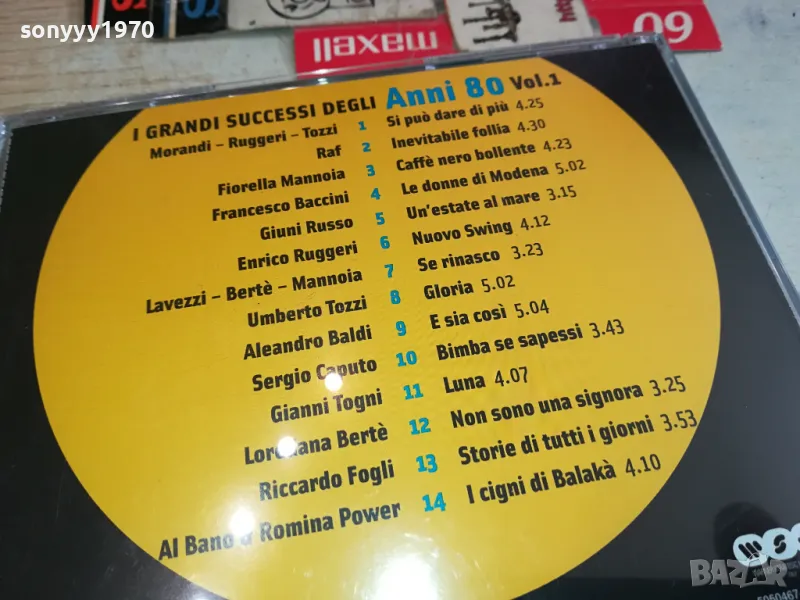 sonyyy1970
maxell
60
I GRANDI SUCCESSI DEGLI Anni 80 Vol.1
Morandi – Ruggeri – Tozzi 1 Si può dare di più 4.25
Raf 2 Inevitabile follia 4.30
Fiorella Mannoia 3 Caffè nero bollente 4.23
Francesco Baccini 4 Le donne di Modena 5.02
Giuni Russo 5 Un'estate al mare 3.15
Enrico Ruggeri 6 Nuovo Swing 4.12
Lavezzi – Bertè – Mannoia 7 Se rinasco 3.23
Umberto Tozzi 8 Gloria 5.02
Aleandro Baldi 9 E sia così 5.04
Sergio Caputo 10 Bimba se sapessi 3.43
Gianni Togni 11 Luna 4.07
Loredana Bertè 12 Non sono una signora 3.25
Riccardo Fogli 13 Storie di tutti i giorni 3.53
Al Bano & Romina Power 14 I cigni di Balakà 4.10
BAZAR